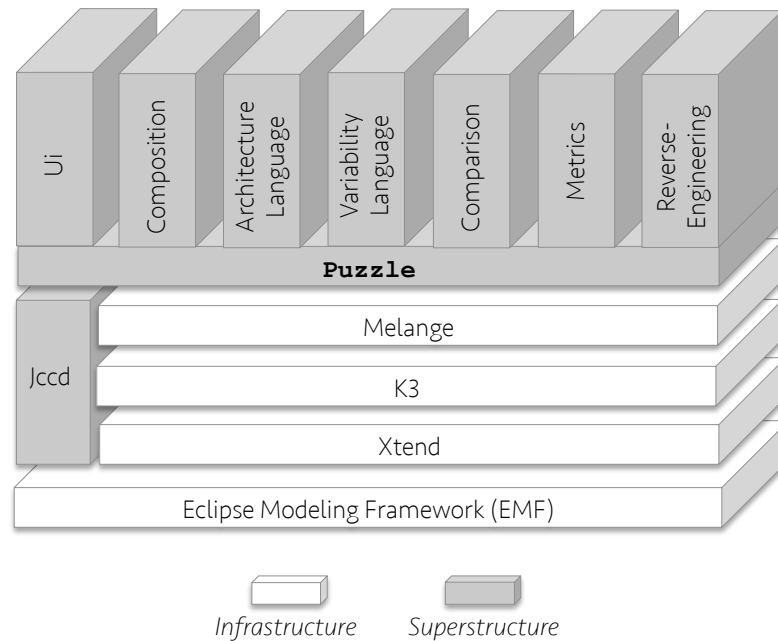 Ui
Composition
Architecture
Language
Variability
Language
Comparison
Metrics
Reverse-
Engineering
Puzzle
Jccd
Melange
K3
Xtend
Eclipse Modeling Framework (EMF)
Infrastructure
Superstructure